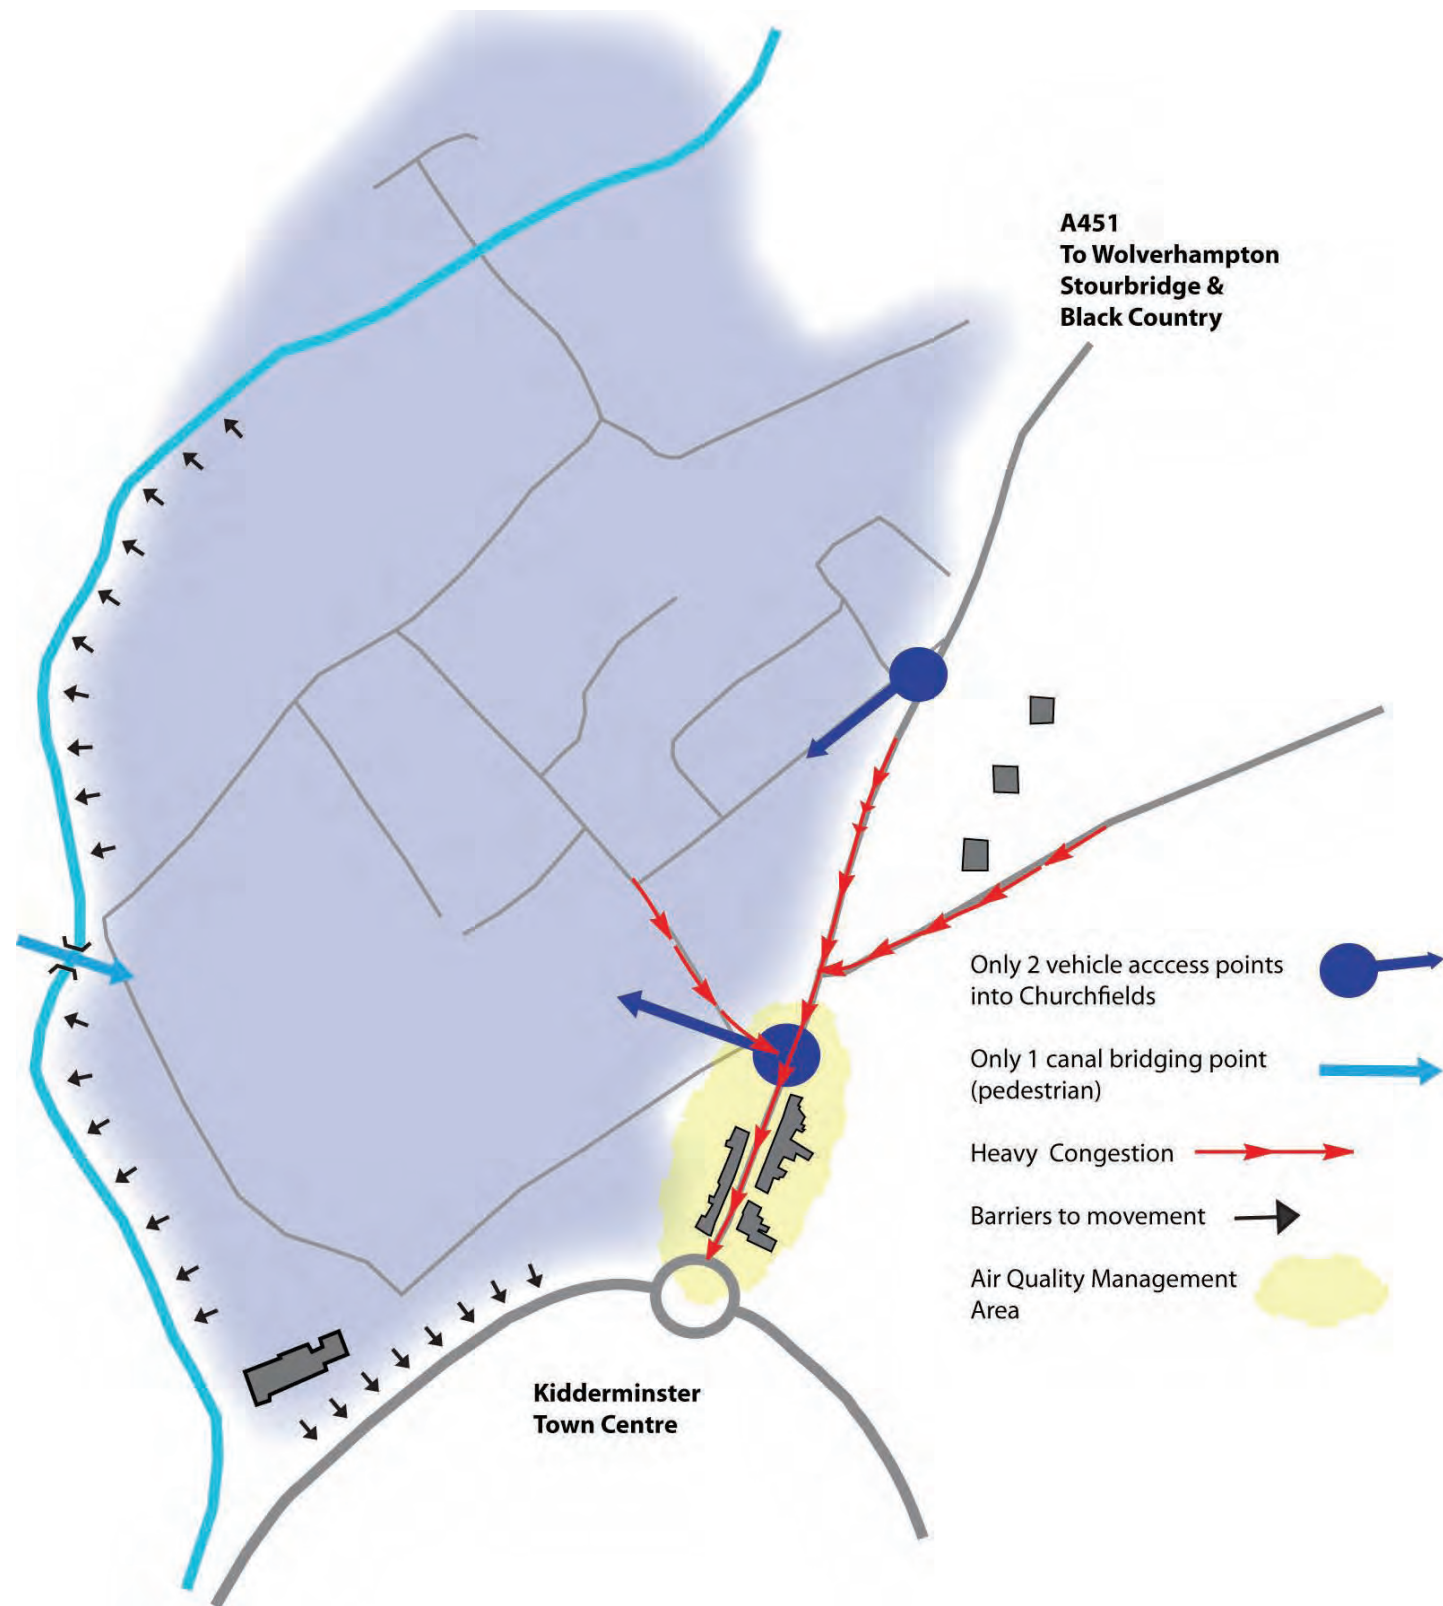 A451
To Wolverhampton
Stourbridge &
Black Country
Only 2 vehicle acccess points
into Churchfields
Only 1 canal bridging point
(pedestrian)
Heavy Congestion
Barriers to movement
Air Quality Management
Area
Kidderminster
Town Centre